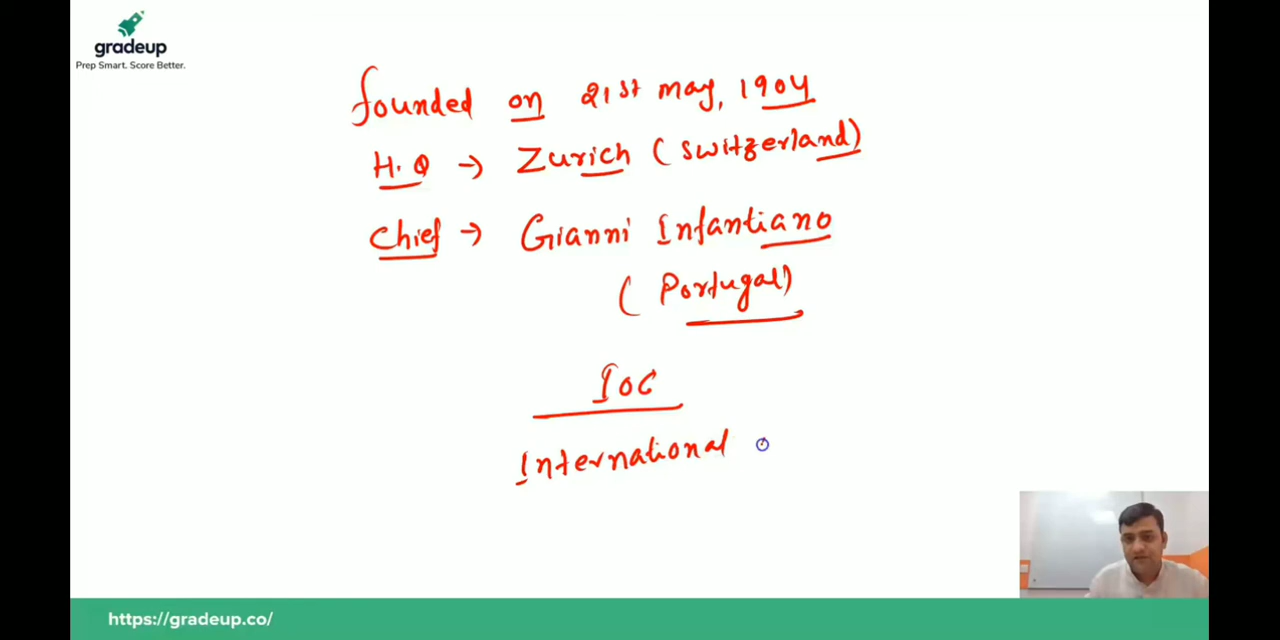 gradeup
Prep Smart. Score Better.
founded on 21st may, 1904
H.Q → Zurich (Switzerland)
Chief → Gianni Infantiano
(Portugal)
IOC
International
https://gradeup.co/